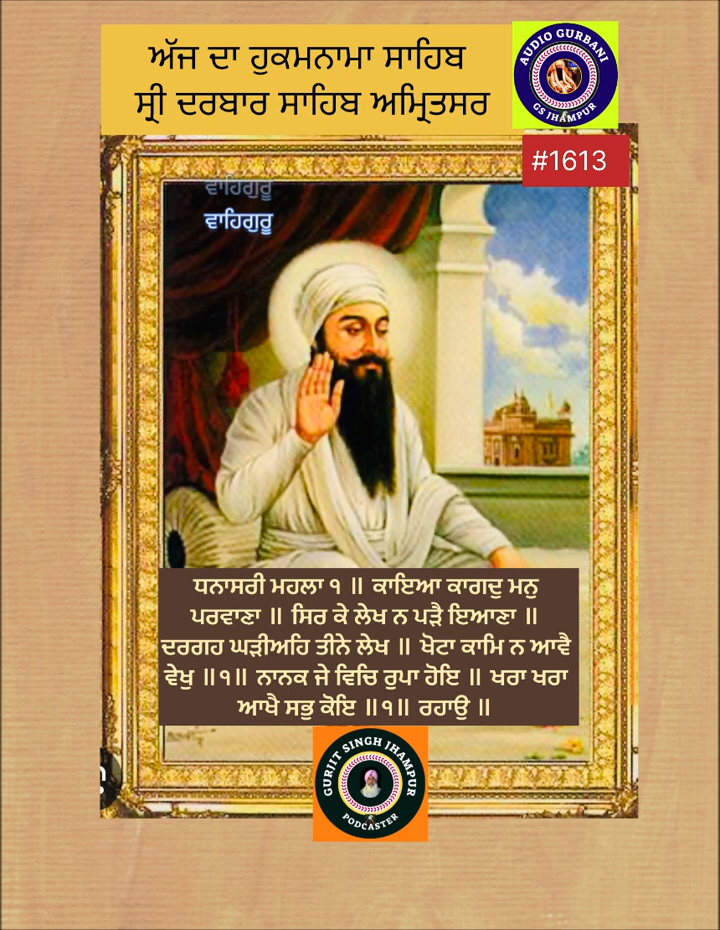 ਅੱਜ ਦਾ ਹੁਕਮਨਾਮਾ ਸਾਹਿਬ
ਸ੍ਰੀ ਦਰਬਾਰ ਸਾਹਿਬ ਅਮ੍ਰਿਤਸਰ
AUDIO GURBANI
GS JHAMPUR
#1613
ਵਾਹਿਗੁਰੂ
ਵਾਹਿਗੁਰੂ
ਧਨਾਸਰੀ ਮਹਲਾ ੧ ॥ ਕਾਇਆ ਕਾਗਦੁ ਮਨੁ
ਪਰਵਾਣਾ ॥ ਸਿਰ ਕੇ ਲੇਖ ਨ ਪੜੈ ਇਆਣਾ ॥
ਦਰਗਹ ਘੜੀਅਹਿ ਤੀਨੇ ਲੇਖ ॥ ਖੋਟਾ ਕਾਮਿ ਨ ਆਵੈ
ਵੇਖੁ ॥੧॥ ਨਾਨਕ ਜੇ ਵਿਚਿ ਰੁਪਾ ਹੋਇ ॥ ਖਰਾ ਖਰਾ
ਆਖੈ ਸਭੁ ਕੋਇ ॥੧॥ ਰਹਾਉ ॥
GURJIT SINGH JHAMPUR
PODCASTER